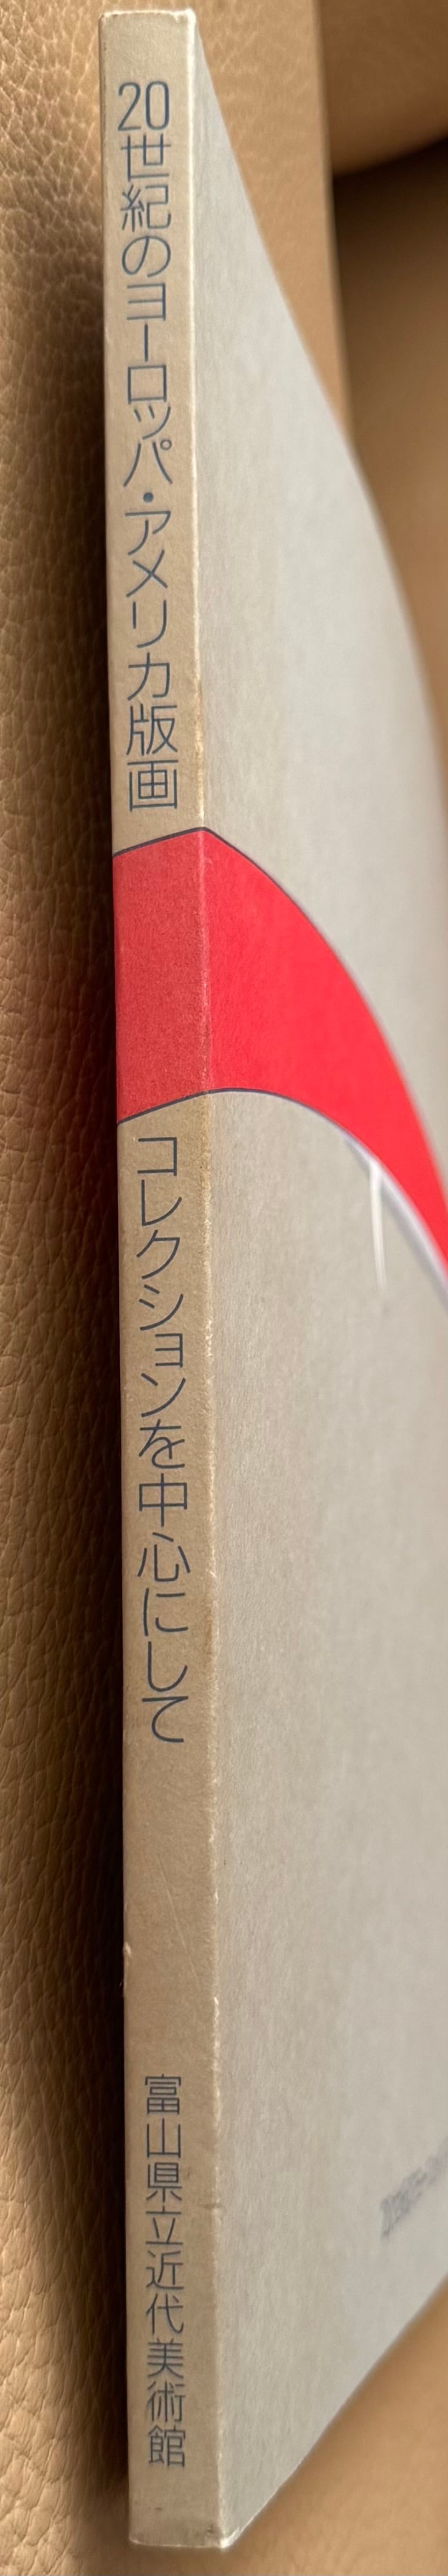 20世紀のヨーロッパ・アメリカ版画
コレクションを中心にして
富山県立近代美術館